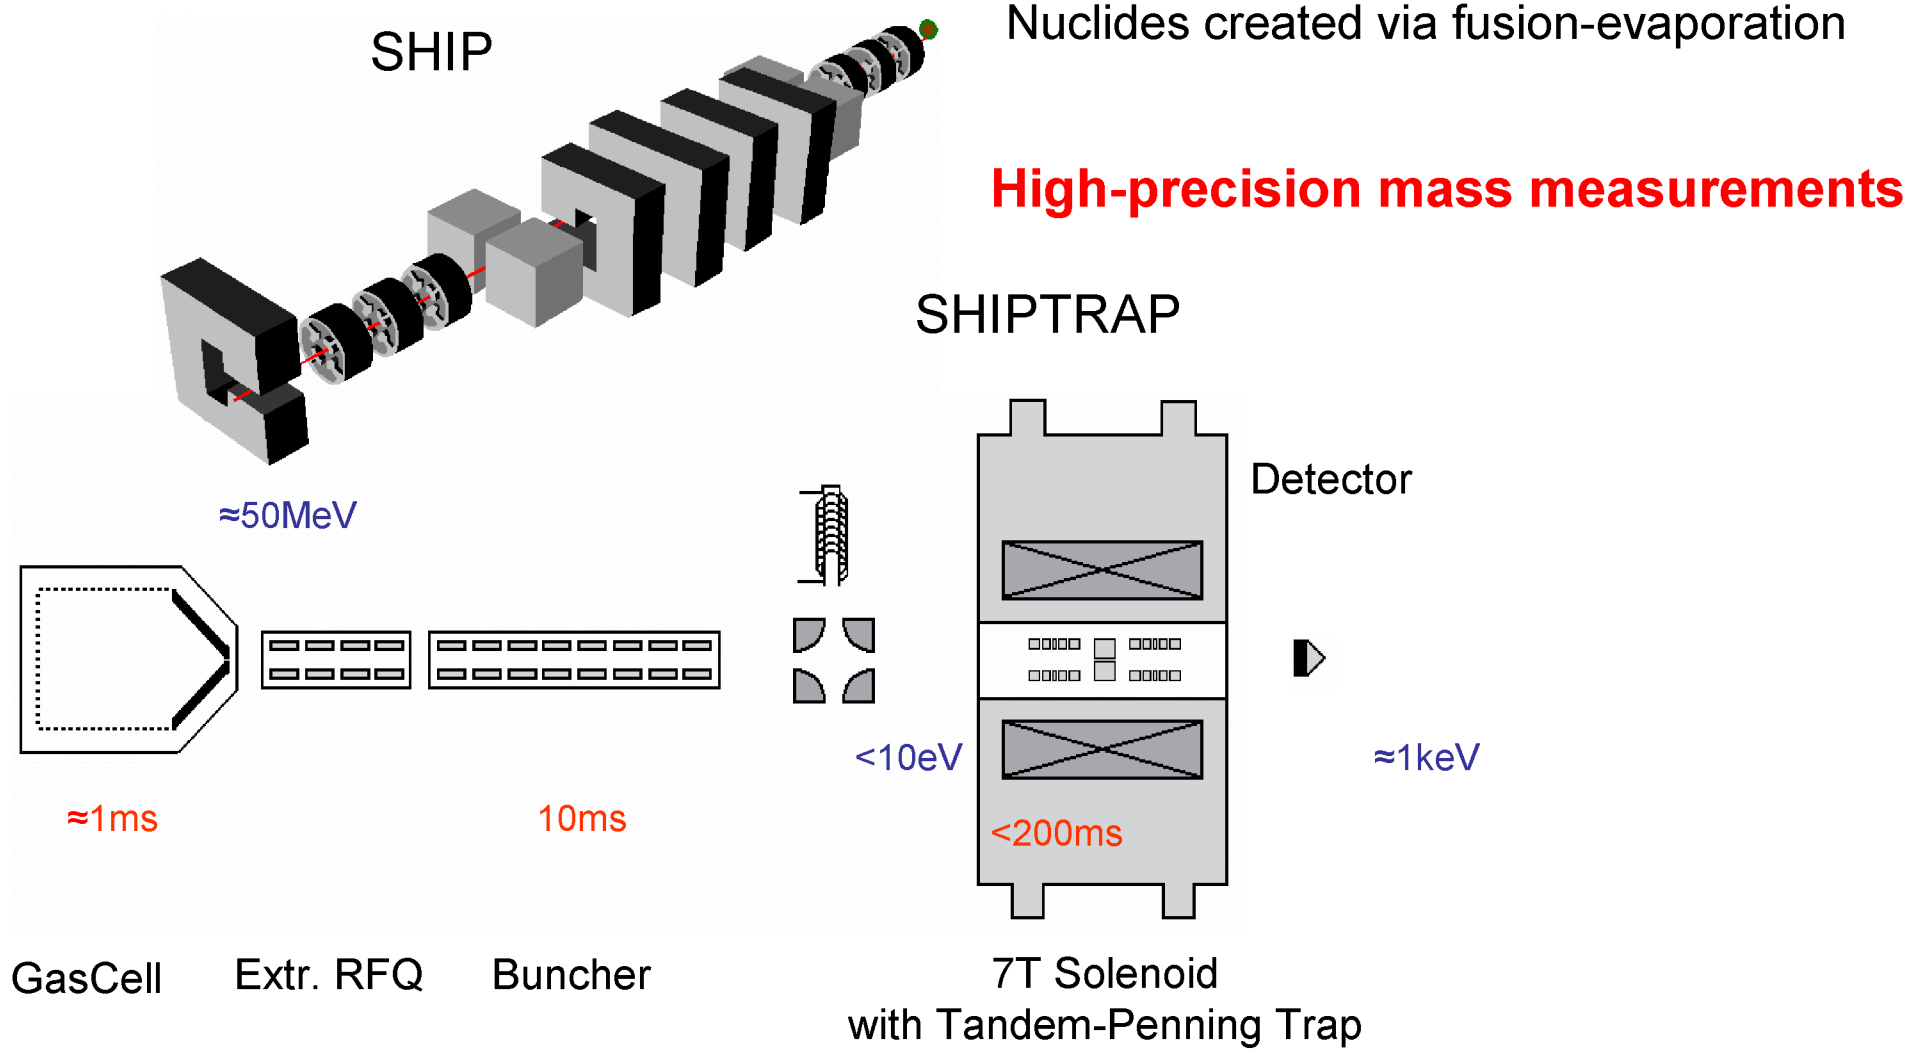 SHIP
Nuclides created via fusion-evaporation
High-precision mass measurements
SHIPTRAP
Detector
≈50MeV
<10eV
≈1keV
≈1ms
10ms
<200ms
GasCell
Extr. RFQ
Buncher
7T Solenoid
with Tandem-Penning Trap